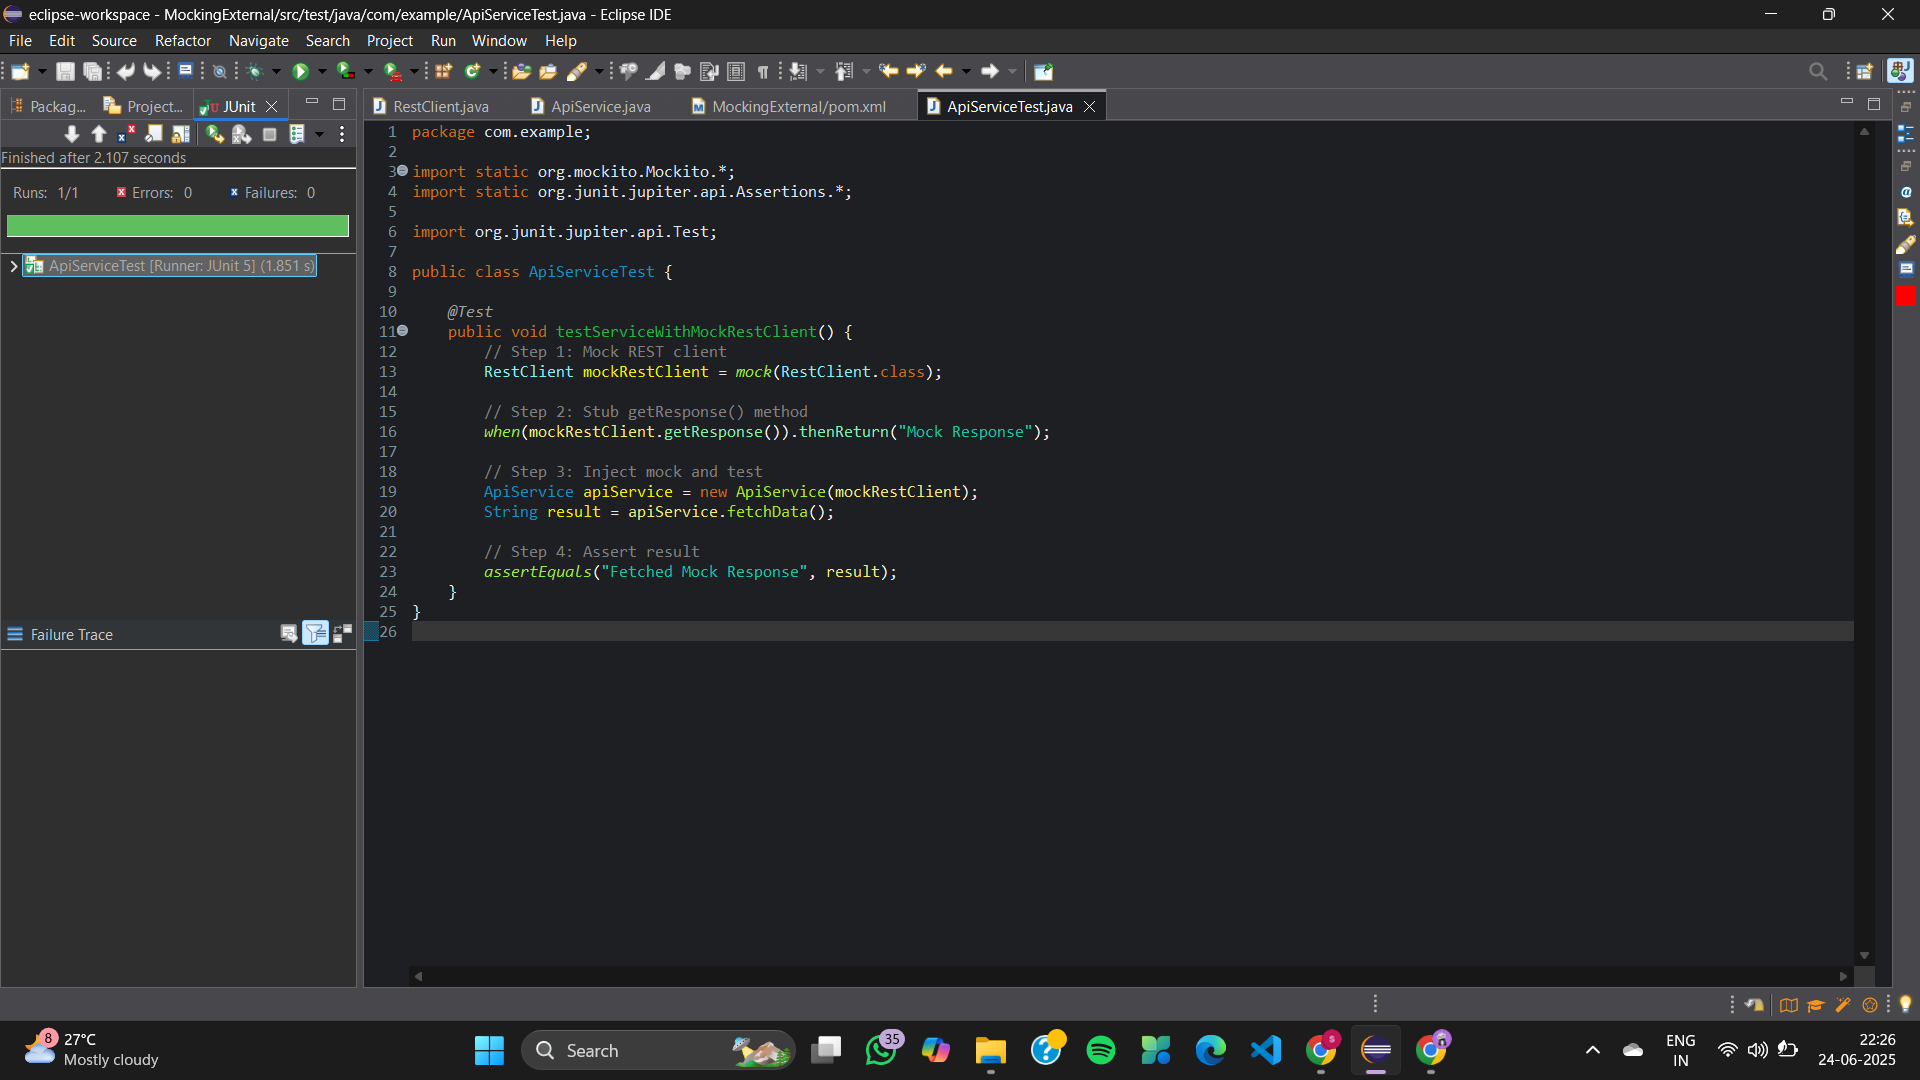 eclipse-workspace - MockingExternal/src/test/java/com/example/ApiServiceTest.java - Eclipse IDE
File Edit Source Refactor Navigate Search Project Run Window Help
Packag... Project... JUnit
RestClient.java ApiService.java MockingExternal/pom.xml ApiServiceTest.java
Finished after 2.107 seconds
Runs: 1/1 Errors: 0 Failures: 0
ApiServiceTest [Runner: JUnit 5] (1.851 s)
Failure Trace
1 package com.example;
2
3 import static org.mockito.Mockito.*;
4 import static org.junit.jupiter.api.Assertions.*;
5
6 import org.junit.jupiter.api.Test;
7
8 public class ApiServiceTest {
9
10 @Test
11 public void testServiceWithMockRestClient() {
12 // Step 1: Mock REST client
13 RestClient mockRestClient = mock(RestClient.class);
14
15 // Step 2: Stub getResponse() method
16 when(mockRestClient.getResponse()).thenReturn("Mock Response");
17
18 // Step 3: Inject mock and test
19 ApiService apiService = new ApiService(mockRestClient);
20 String result = apiService.fetchData();
21
22 // Step 4: Assert result
23 assertEquals("Fetched Mock Response", result);
24 }
25 }
26
8
27°C
Mostly cloudy
Search
35
ENG
IN
22:26
24-06-2025